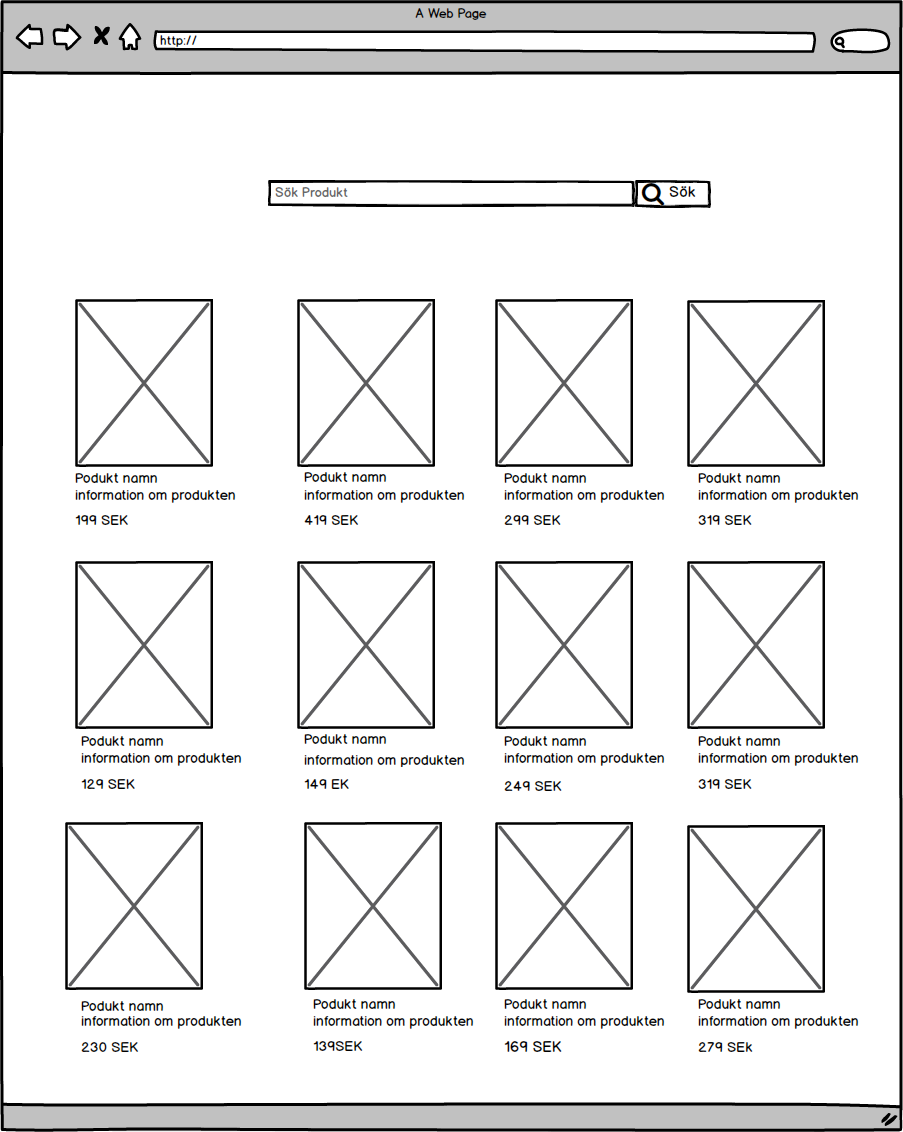 A Web Page
http://
Sök Produkt
Sök
Podukt namn
information om produkten
199 SEK
Podukt namn
information om produkten
419 SEK
Podukt namn
information om produkten
299 SEK
Podukt namn
information om produkten
319 SEK
Podukt namn
information om produkten
129 SEK
Podukt namn
information om produkten
149 EK
Podukt namn
information om produkten
249 SEK
Podukt namn
information om produkten
319 SEK
Podukt namn
information om produkten
230 SEK
Podukt namn
information om produkten
139SEK
Podukt namn
information om produkten
169 SEK
Podukt namn
information om produkten
279 SEk